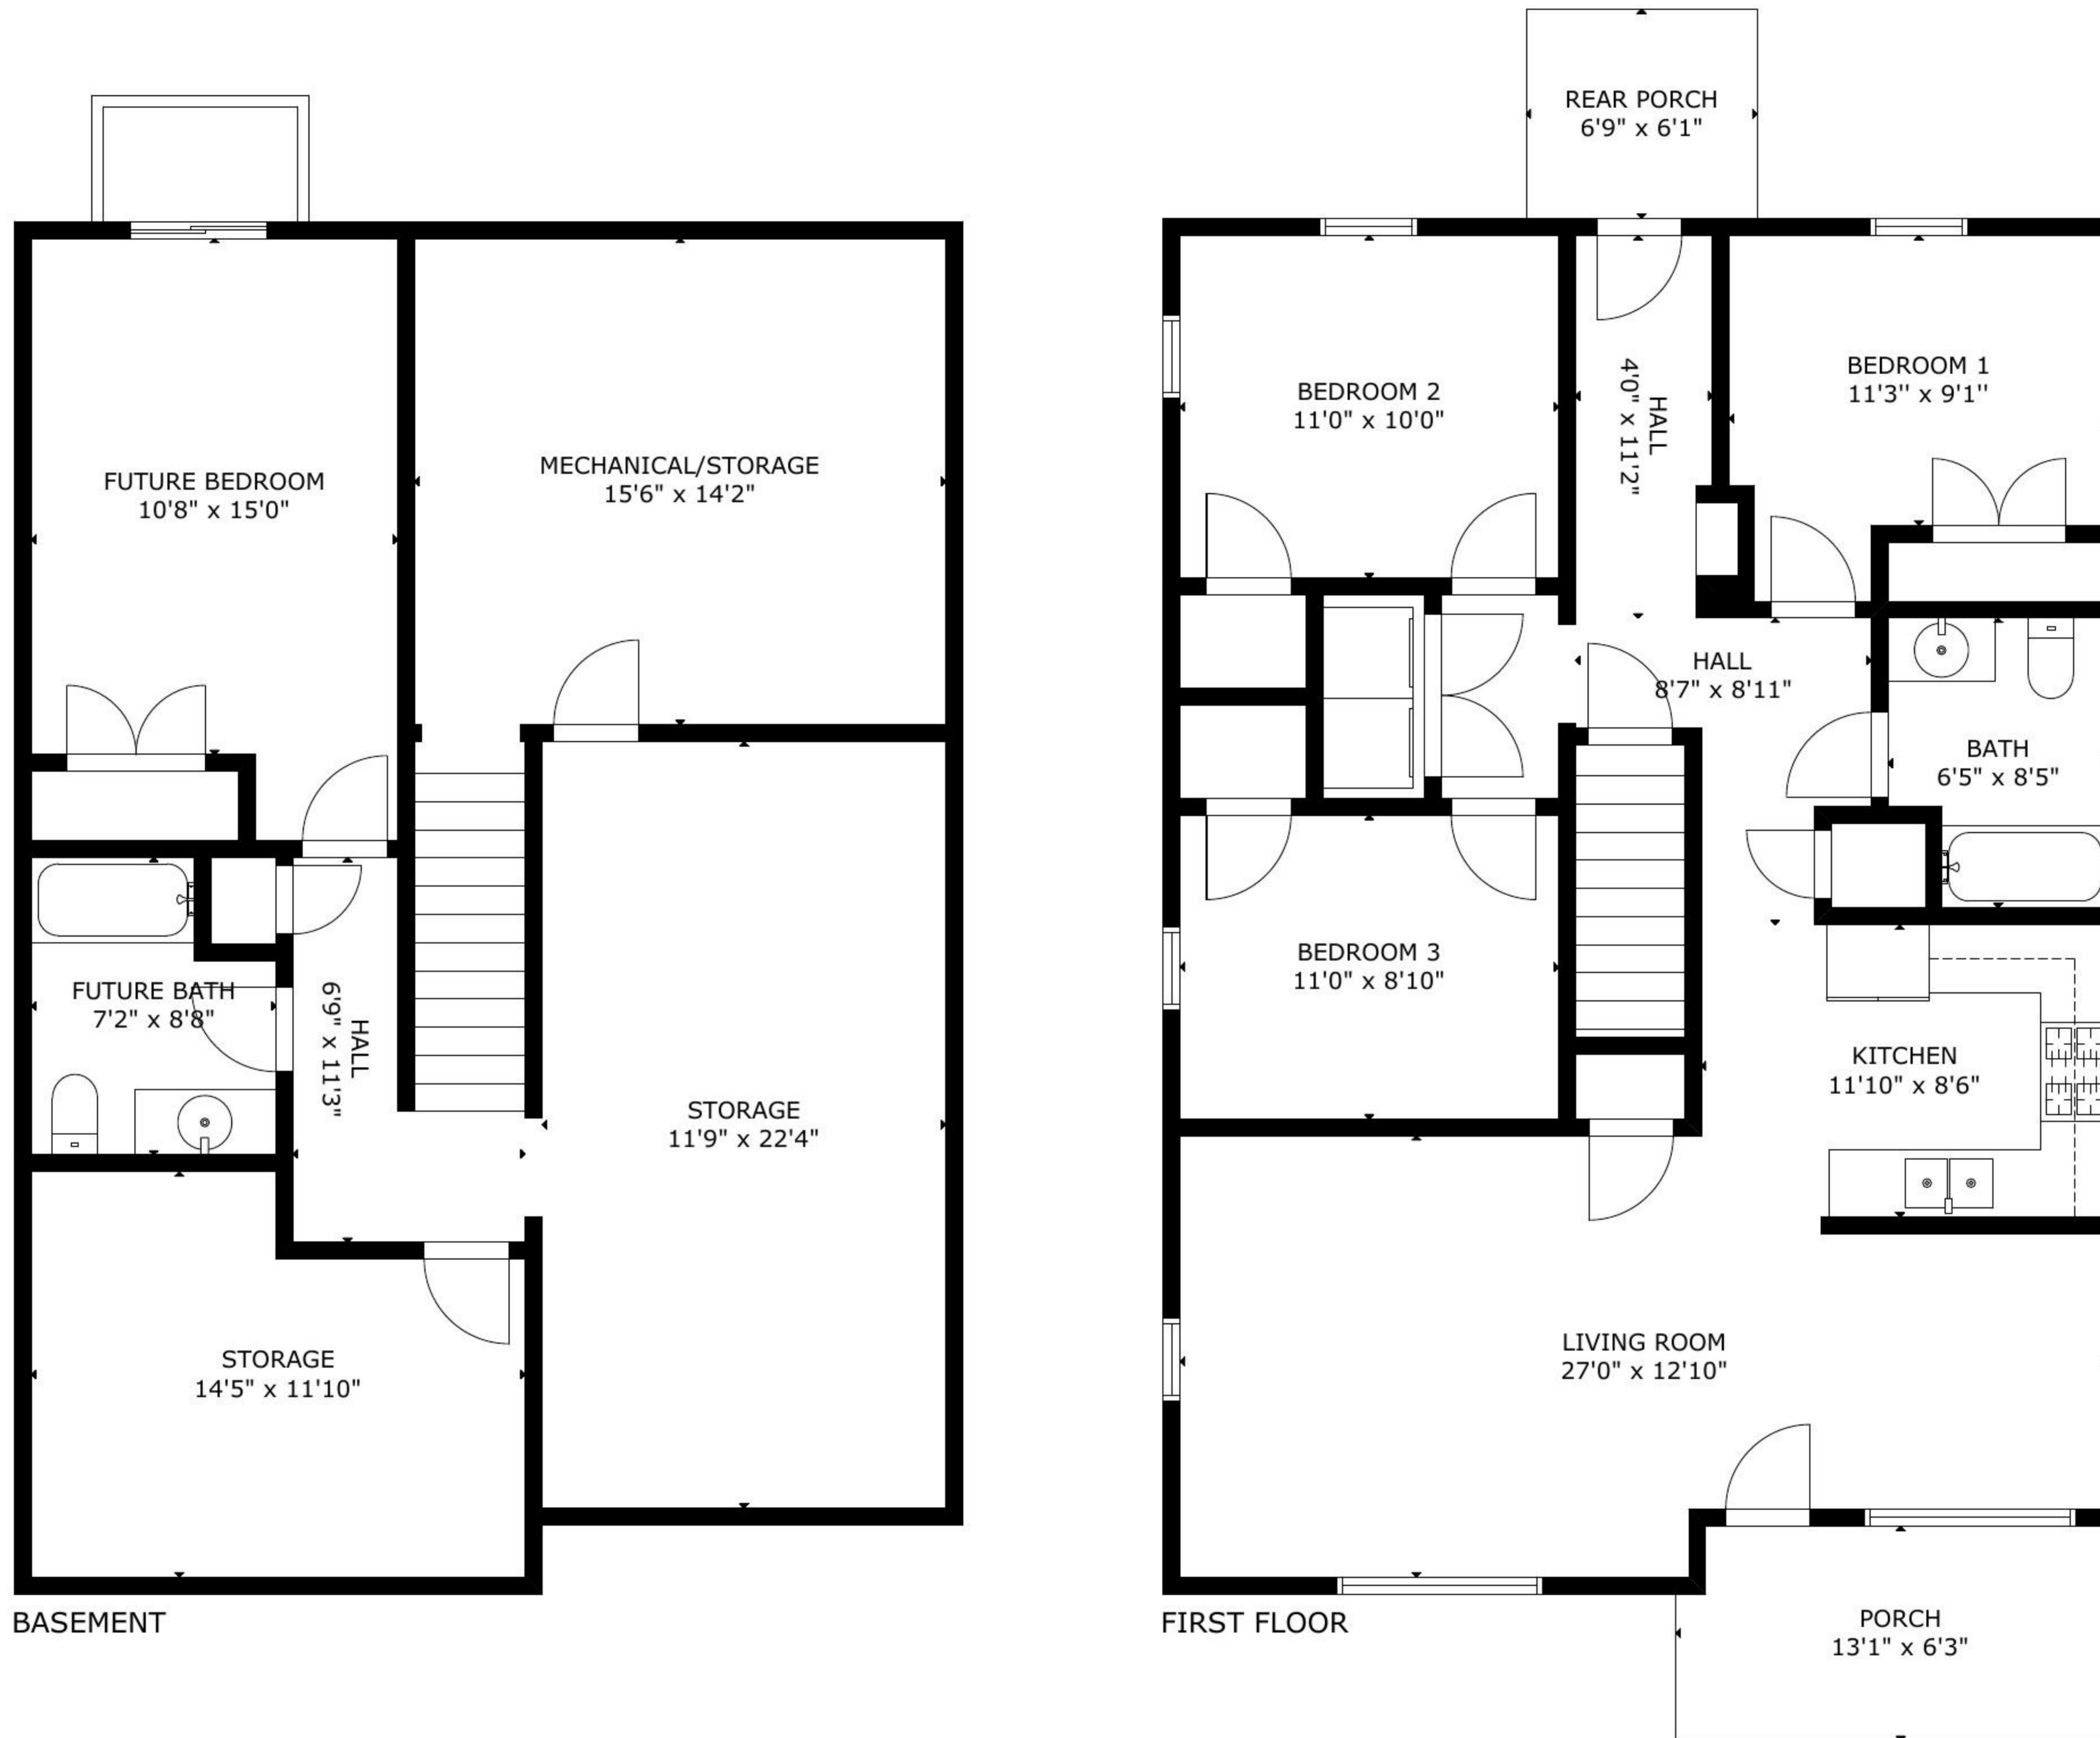 FUTURE BEDROOM
10'8" x 15'0"
MECHANICAL/STORAGE
15'6" x 14'2"
FUTURE BATH
7'2" x 8'8"
HALL
6'9" x 11'3"
STORAGE
11'9" x 22'4"
STORAGE
14'5" x 11'10"
BASEMENT
REAR PORCH
6'9" x 6'1"
BEDROOM 2
11'0" x 10'0"
HALL
4'0" x 11'2"
BEDROOM 1
11'3'' x 9'1''
HALL
8'7" x 8'11"
BATH
6'5" x 8'5"
BEDROOM 3
11'0" x 8'10"
KITCHEN
11'10" x 8'6"
LIVING ROOM
27'0" x 12'10"
PORCH
13'1" x 6'3"
FIRST FLOOR